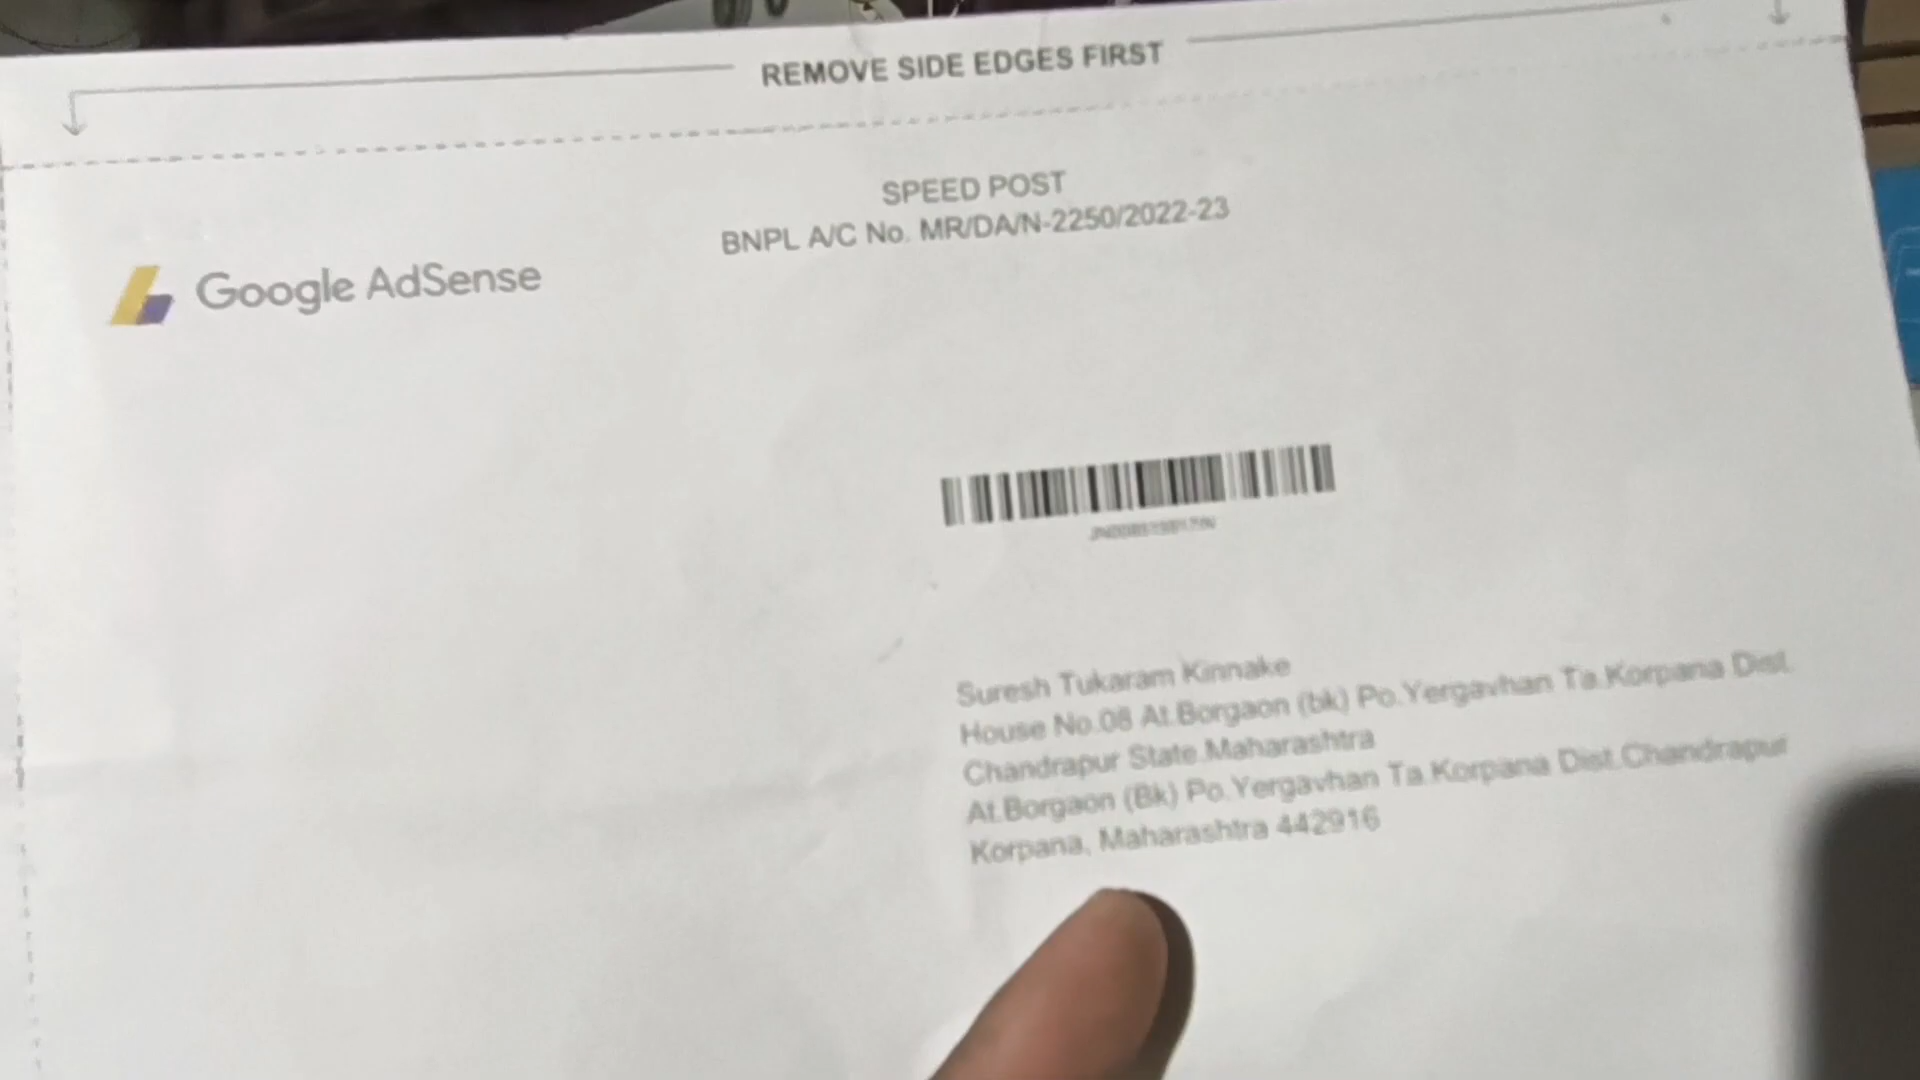 REMOVE SIDE EDGES FIRST
SPEED POST
BNPL A/C No. MR/DA/N-2250/2022-23
Google AdSense
Suresh Tukaram Kinnake
House No.08 At.Borgaon (bk) Po.Yergavhan Ta.Korpana Dist.
Chandrapur State.Maharashtra
At.Borgaon (Bk) Po.Yergavhan Ta.Korpana Dist.Chandrapur
Korpana, Maharashtra 442916